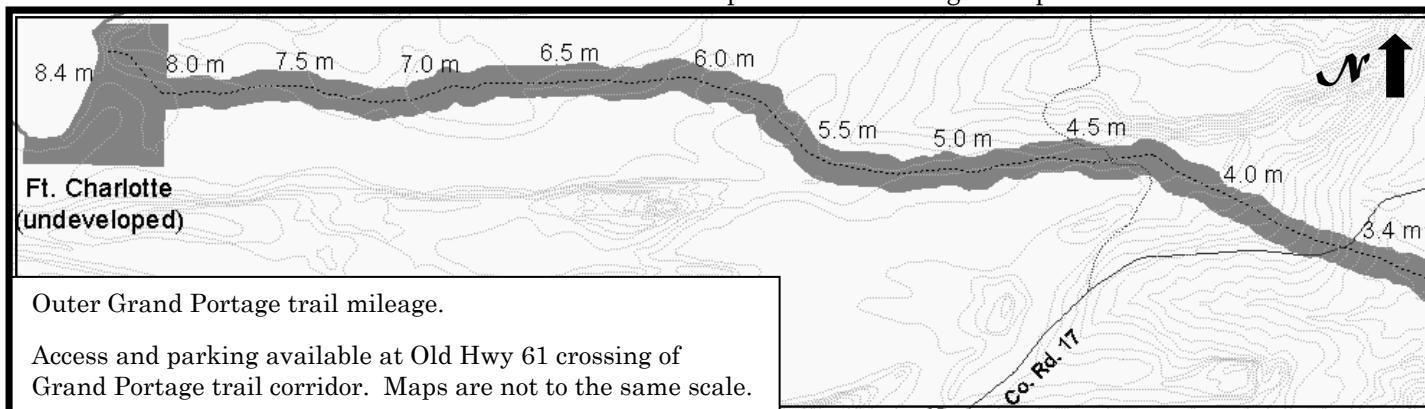 8.4 m
8.0 m
7.5 m
7.0 m
6.5 m
6.0 m
5.5 m
5.0 m
4.5 m
4.0 m
3.4 m
N
Ft. Charlotte
(undeveloped)
Co. Rd. 17
Outer Grand Portage trail mileage.
Access and parking available at Old Hwy 61 crossing of
Grand Portage trail corridor. Maps are not to the same scale.